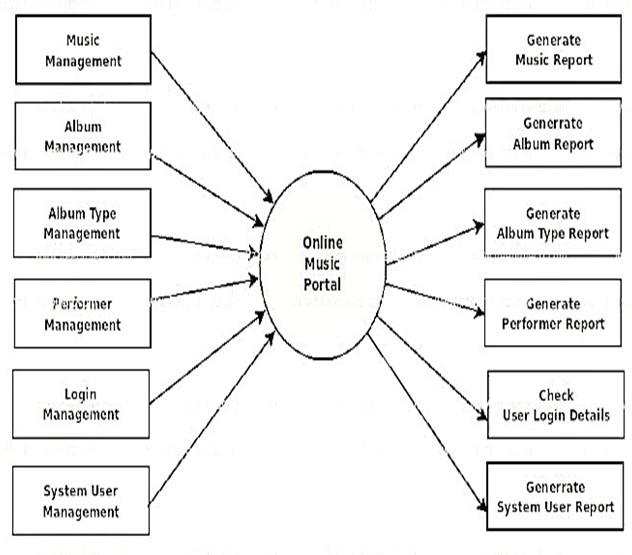 Music
Management
Album
Management
Album Type
Management
Performer
Management
Login
Management
System User
Management
Online
Music
Portal
Generate
Music Report
Generrate
Album Report
Generate
Album Type Report
Generate
Performer Report
Check
User Login Details
Generrate
System User Report